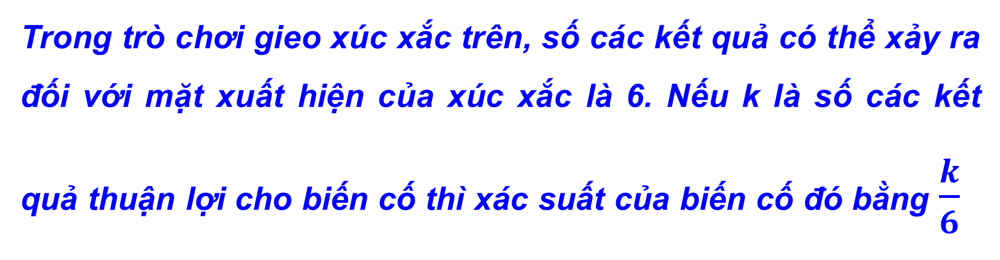 Trong trò chơi gieo xúc xắc trên, số các kết quả có thể xảy ra
đối với mặt xuất hiện của xúc xắc là 6. Nếu k là số các kết
quả thuận lợi cho biến cố thì xác suất của biến cố đó bằng k/6